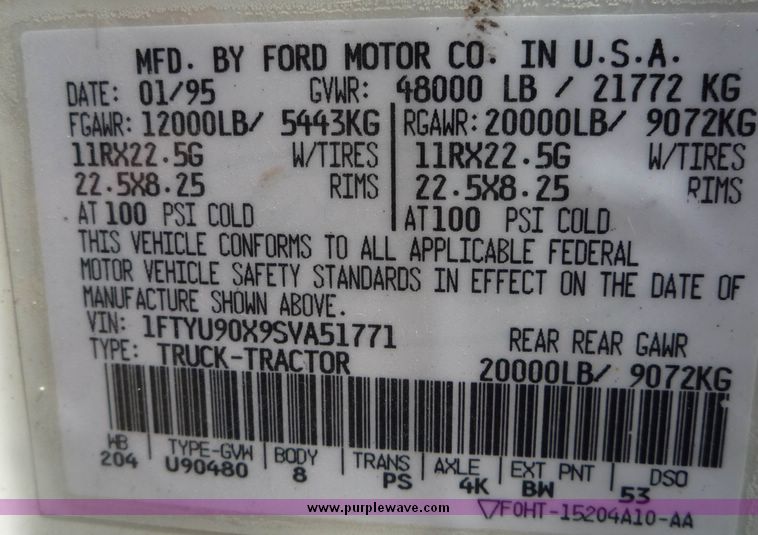 MFD. BY FORD MOTOR CO. IN U.S.A.
DATE: 01/95 GVWR: 48000 LB / 21772 KG
FGAWR: 12000LB/ 5443KG RGAWR: 20000LB/ 9072KG
11RX22.5G W/TIRES 11RX22.5G W/TIRES
22.5X8.25 RIMS 22.5X8.25 RIMS
AT 100 PSI COLD AT 100 PSI COLD
THIS VEHICLE CONFORMS TO ALL APPLICABLE FEDERAL
MOTOR VEHICLE SAFETY STANDARDS IN EFFECT ON THE DATE OF
MANUFACTURE SHOWN ABOVE.
VIN: 1FTYU90X9SVA51771 REAR REAR GAWR
TYPE: TRUCK-TRACTOR 20000LB/ 9072KG
WB TYPE-GVW BODY TRANS AXLE EXT PNT DSO
204 U90480 8 PS 4K BW 53
www.purplewave.com F0HT-15204A10-AA